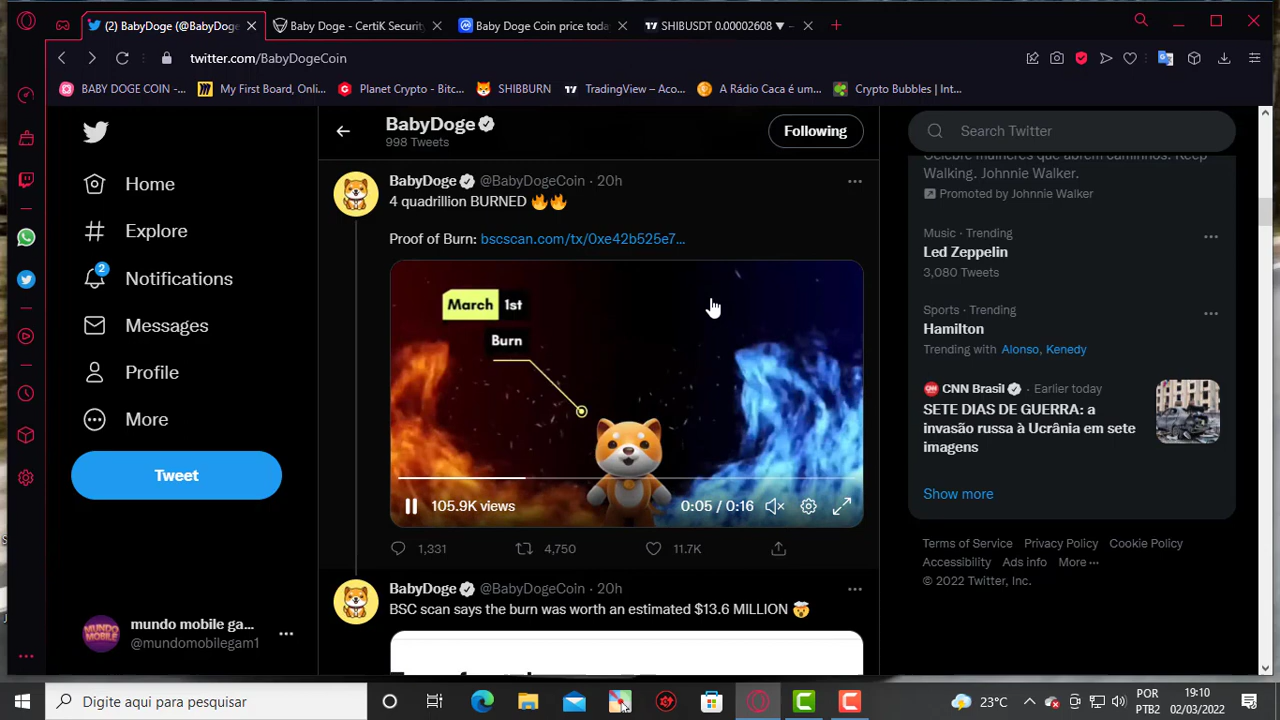 (2) BabyDoge (@BabyDoge
Baby Doge - CertiK Security
Baby Doge Coin price toda
SHIBUSDT 0.00002608 ▼ −
twitter.com/BabyDogeCoin
BABY DOGE COIN -...
My First Board, Onli...
Planet Crypto - Bitc...
SHIBBURN
TradingView – Aco...
A Rádio Caca é um...
Crypto Bubbles | Int...
BabyDoge
998 Tweets
Following
Search Twitter
Home
Explore
2
Notifications
Messages
Profile
More
Tweet
mundo mobile ga...
@mundomobilegam1
BabyDoge @BabyDogeCoin · 20h
4 quadrillion BURNED 🔥🔥
Proof of Burn: bscscan.com/tx/0xe42b525e7...
March 1st
Burn
105.9K views
0:05 / 0:16
1,331
4,750
11.7K
BabyDoge @BabyDogeCoin · 20h
BSC scan says the burn was worth an estimated $13.6 MILLION 🤯
Celebre mulheres que abrem caminhos. Keep
Walking. Johnnie Walker.
Promoted by Johnnie Walker
Music · Trending
Led Zeppelin
3,080 Tweets
Sports · Trending
Hamilton
Trending with Alonso, Kenedy
CNN Brasil · Earlier today
SETE DIAS DE GUERRA: a
invasão russa à Ucrânia em sete
imagens
Show more
Terms of Service Privacy Policy Cookie Policy
Accessibility Ads info More ···
© 2022 Twitter, Inc.
Digite aqui para pesquisar
23°C
POR
PTB2
19:10
02/03/2022